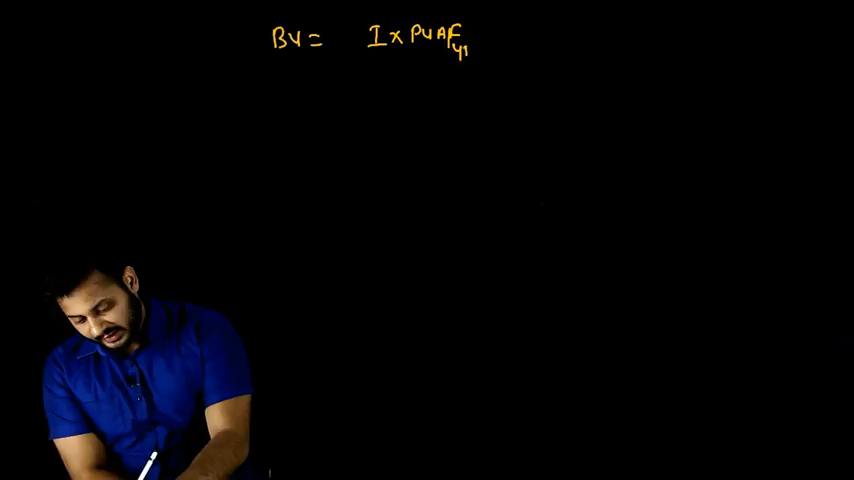 BV = I x PVAF y,